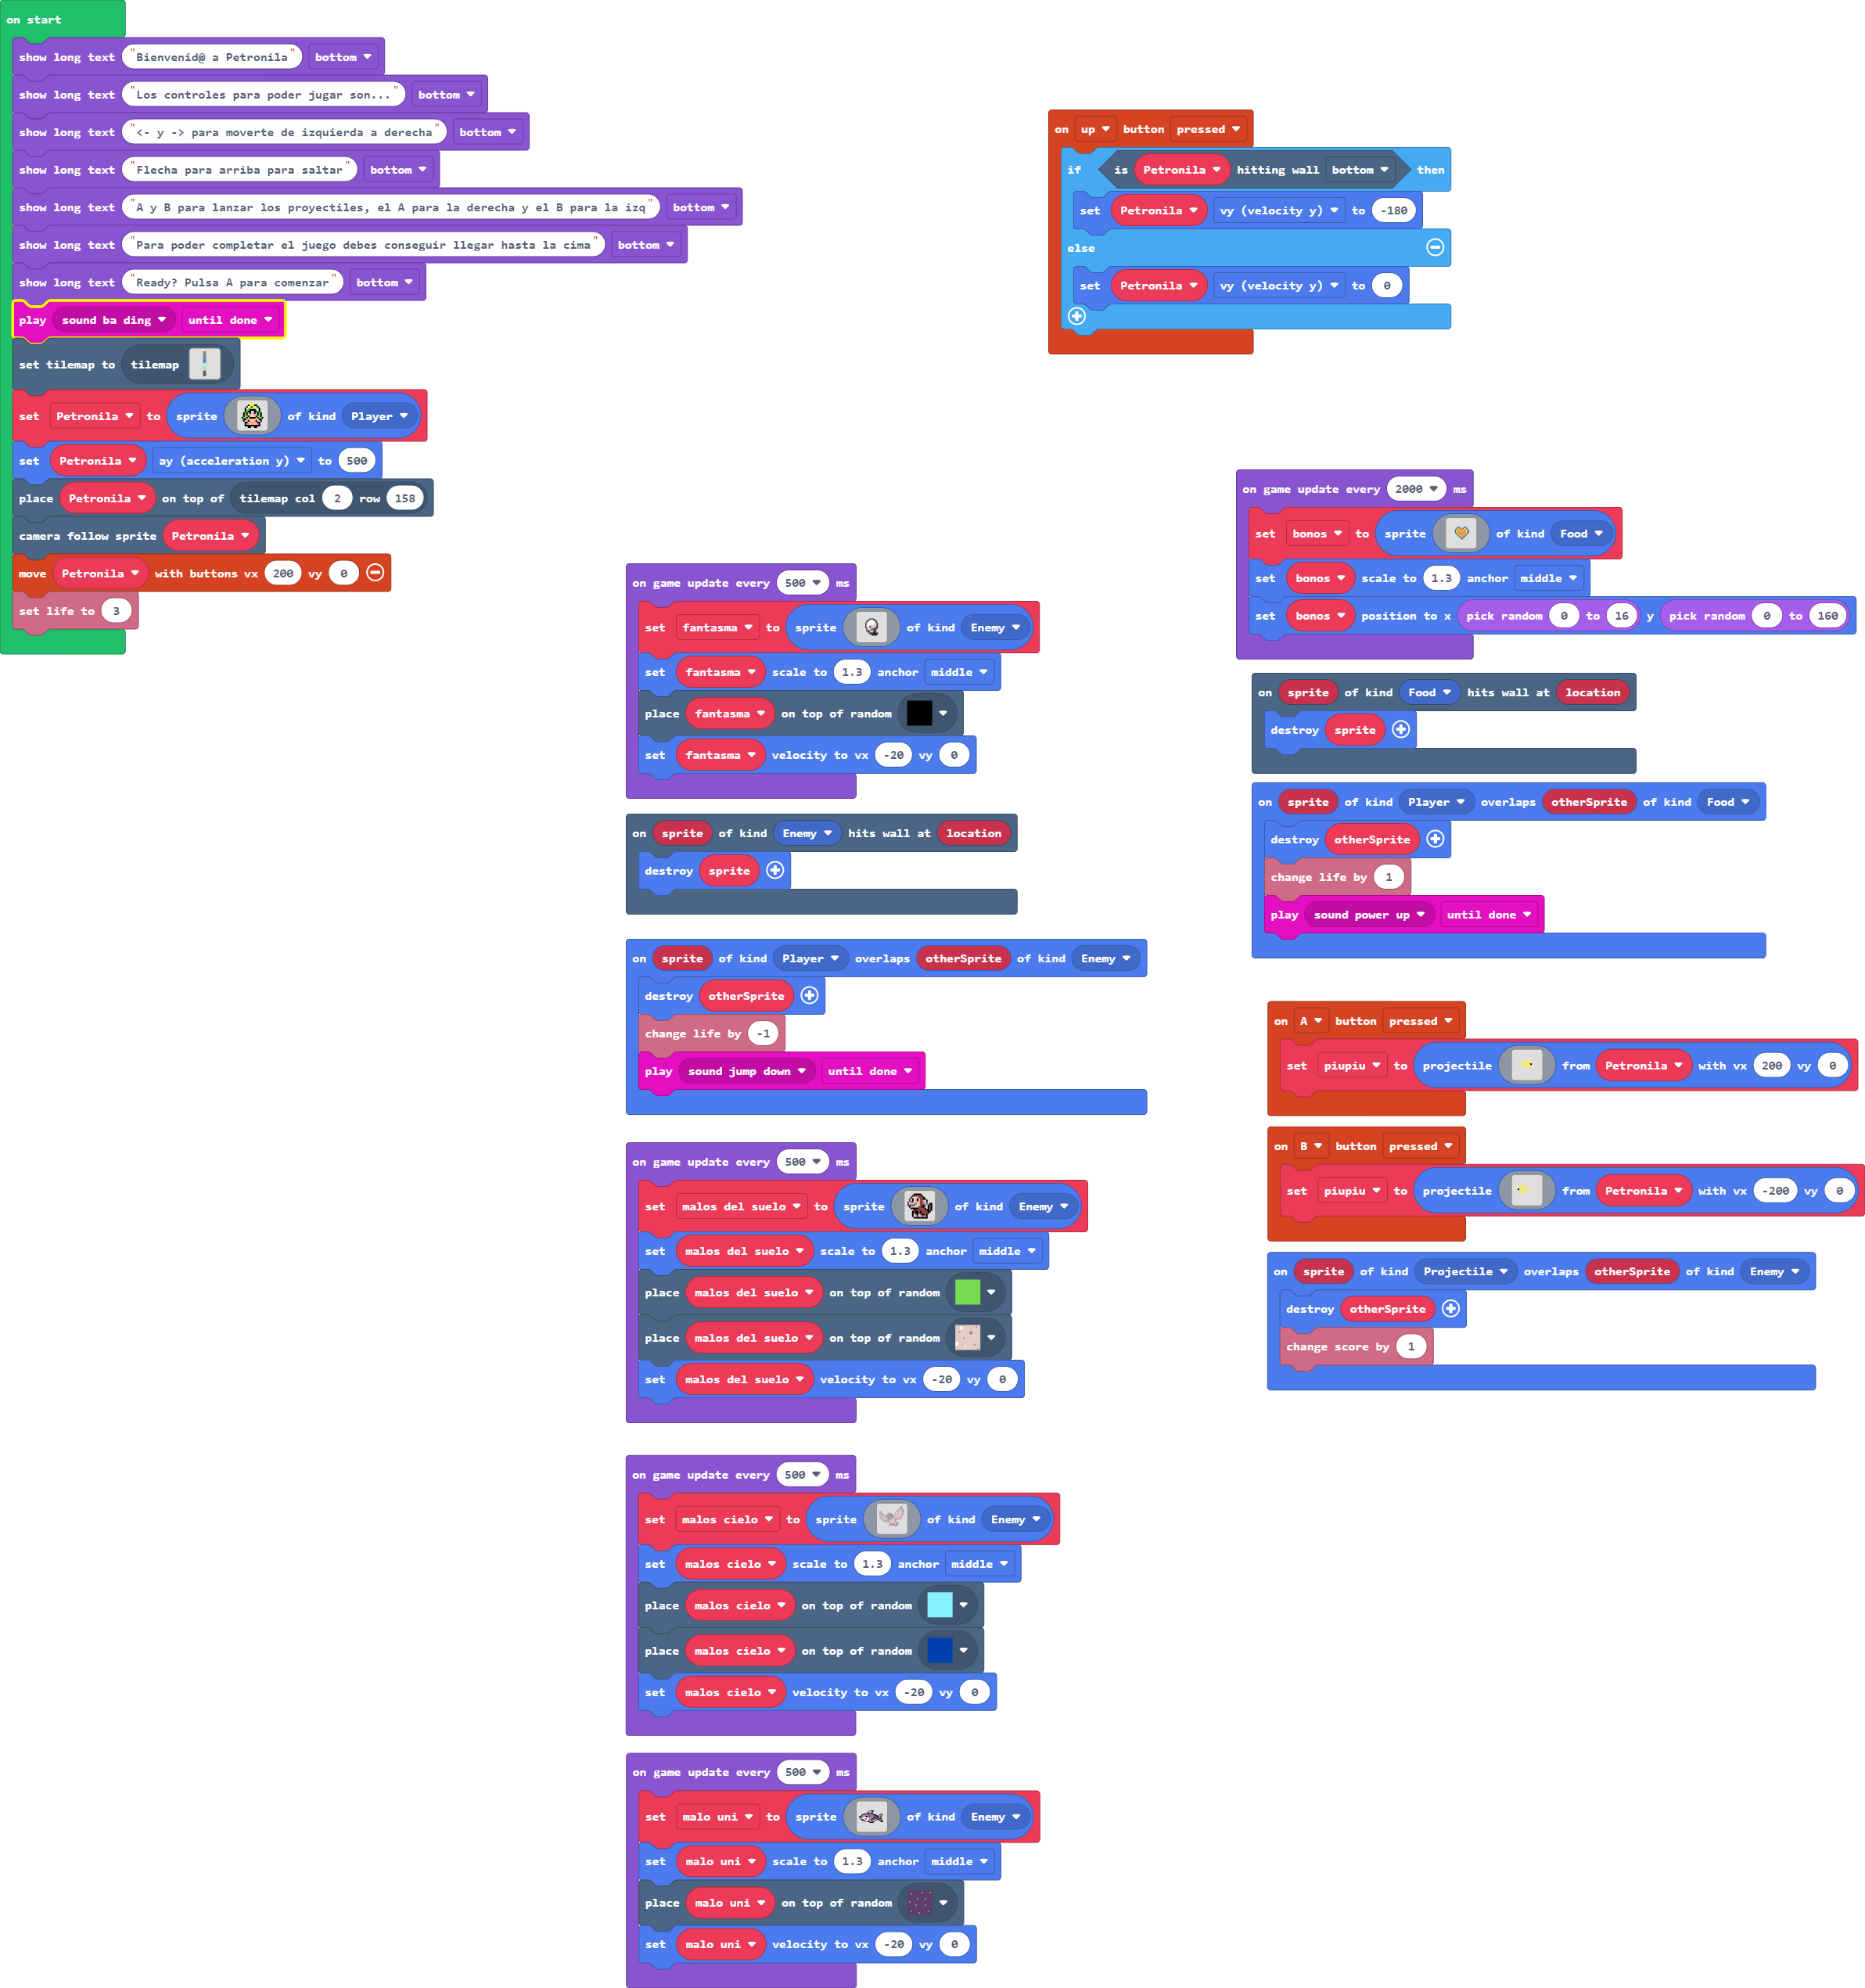 on start
show long text "Bienvenid@ a Petronila" bottom
show long text "Los controles para poder jugar son..." bottom
show long text "<- y -> para moverte de izquierda a derecha" bottom
show long text "Flecha para arriba para saltar" bottom
show long text "A y B para lanzar los proyectiles, el A para la derecha y el B para la izq" bottom
show long text "Para poder completar el juego debes conseguir llegar hasta la cima" bottom
show long text "Ready? Pulsa A para comenzar " bottom
play sound ba ding until done
set tilemap to tilemap
set Petronila to sprite of kind Player
set Petronila ay (acceleration y) to 500
place Petronila on top of tilemap col 2 row 158
camera follow sprite Petronila
move Petronila with buttons vx 200 vy 0
set life to 3
on up button pressed
if is Petronila hitting wall bottom then
set Petronila vy (velocity y) to -180
else
set Petronila vy (velocity y) to 0
on game update every 500 ms
set fantasma to sprite of kind Enemy
set fantasma scale to 1.3 anchor middle
place fantasma on top of random
set fantasma velocity to vx -20 vy 0
on sprite of kind Enemy hits wall at location
destroy sprite
on sprite of kind Player overlaps otherSprite of kind Enemy
destroy otherSprite
change life by -1
play sound jump down until done
on game update every 500 ms
set malos del suelo to sprite of kind Enemy
set malos del suelo scale to 1.3 anchor middle
place malos del suelo on top of random
place malos del suelo on top of random
set malos del suelo velocity to vx -20 vy 0
on game update every 500 ms
set malos cielo to sprite of kind Enemy
set malos cielo scale to 1.3 anchor middle
place malos cielo on top of random
place malos cielo on top of random
set malos cielo velocity to vx -20 vy 0
on game update every 500 ms
set malo uni to sprite of kind Enemy
set malo uni scale to 1.3 anchor middle
place malo uni on top of random
set malo uni velocity to vx -20 vy 0
on game update every 2000 ms
set bonos to sprite of kind Food
set bonos scale to 1.3 anchor middle
set bonos position to x pick random 0 to 16 y pick random 0 to 160
on sprite of kind Food hits wall at location
destroy sprite
on sprite of kind Player overlaps otherSprite of kind Food
destroy otherSprite
change life by 1
play sound power up until done
on A button pressed
set piupiu to projectile from Petronila with vx 200 vy 0
on B button pressed
set piupiu to projectile from Petronila with vx -200 vy 0
on sprite of kind Projectile overlaps otherSprite of kind Enemy
destroy otherSprite
change score by 1